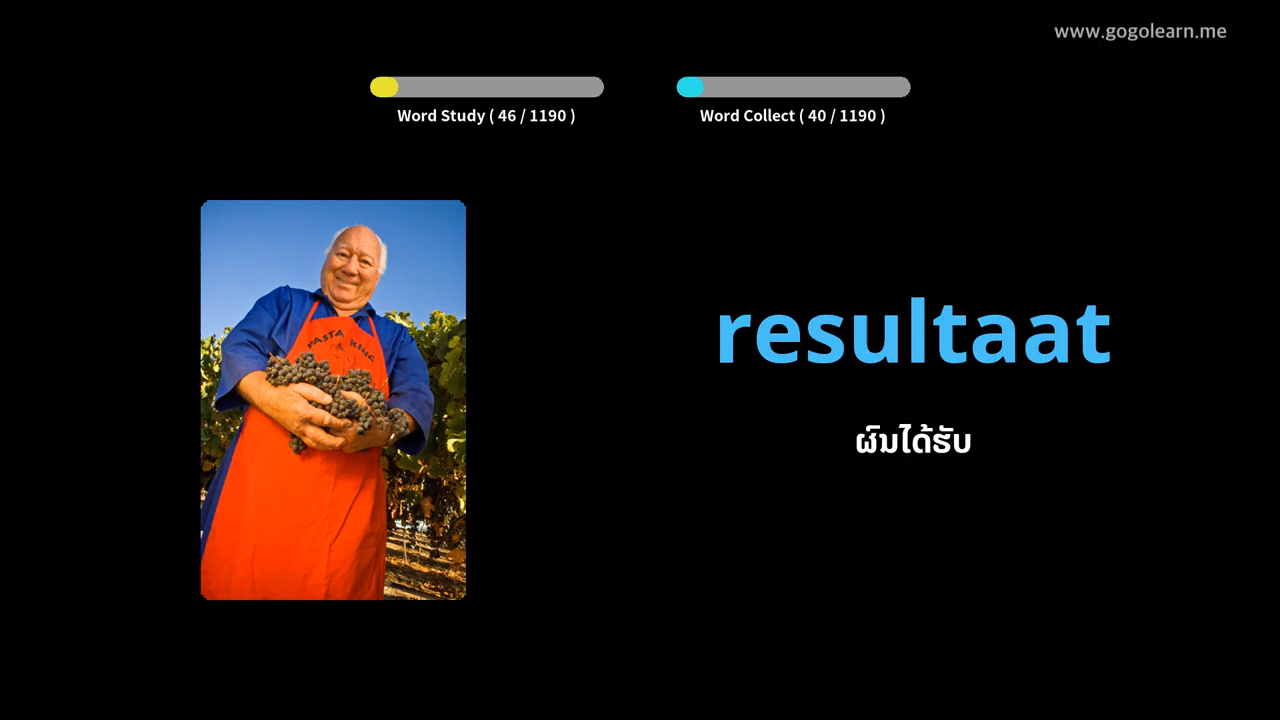 www.gogolearn.me
Word Study ( 46 / 1190 )
Word Collect ( 40 / 1190 )
PASTA KING
resultaat
ຜົນໄດ້ຮັບ